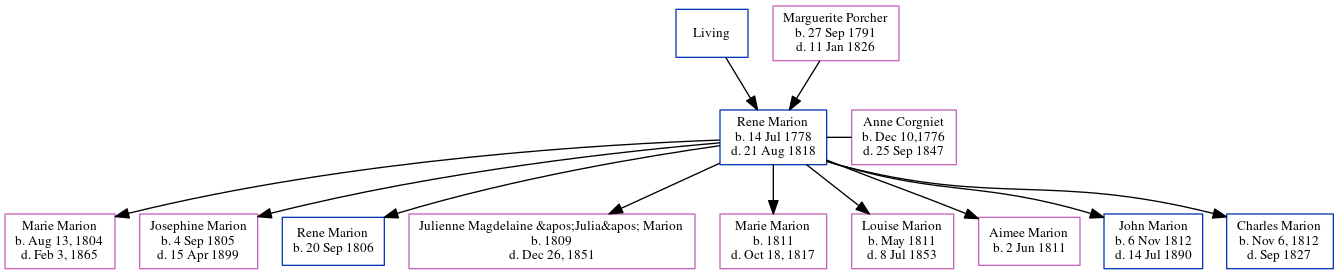 Living
Marguerite Porcher
b. 27 Sep 1791
d. 11 Jan 1826
Rene Marion
b. 14 Jul 1778
d. 21 Aug 1818
Anne Corgniet
b. Dec 10,1776
d. 25 Sep 1847
Marie Marion
b. Aug 13, 1804
d. Feb 3, 1865
Josephine Marion
b. 4 Sep 1805
d. 15 Apr 1899
Rene Marion
b. 20 Sep 1806
Julienne Magdelaine &apos;Julia&apos; Marion
b. 1809
d. Dec 26, 1851
Marie Marion
b. 1811
d. Oct 18, 1817
Louise Marion
b. May 1811
d. 8 Jul 1853
Aimee Marion
b. 2 Jun 1811
John Marion
b. 6 Nov 1812
d. 14 Jul 1890
Charles Marion
b. Nov 6, 1812
d. Sep 1827